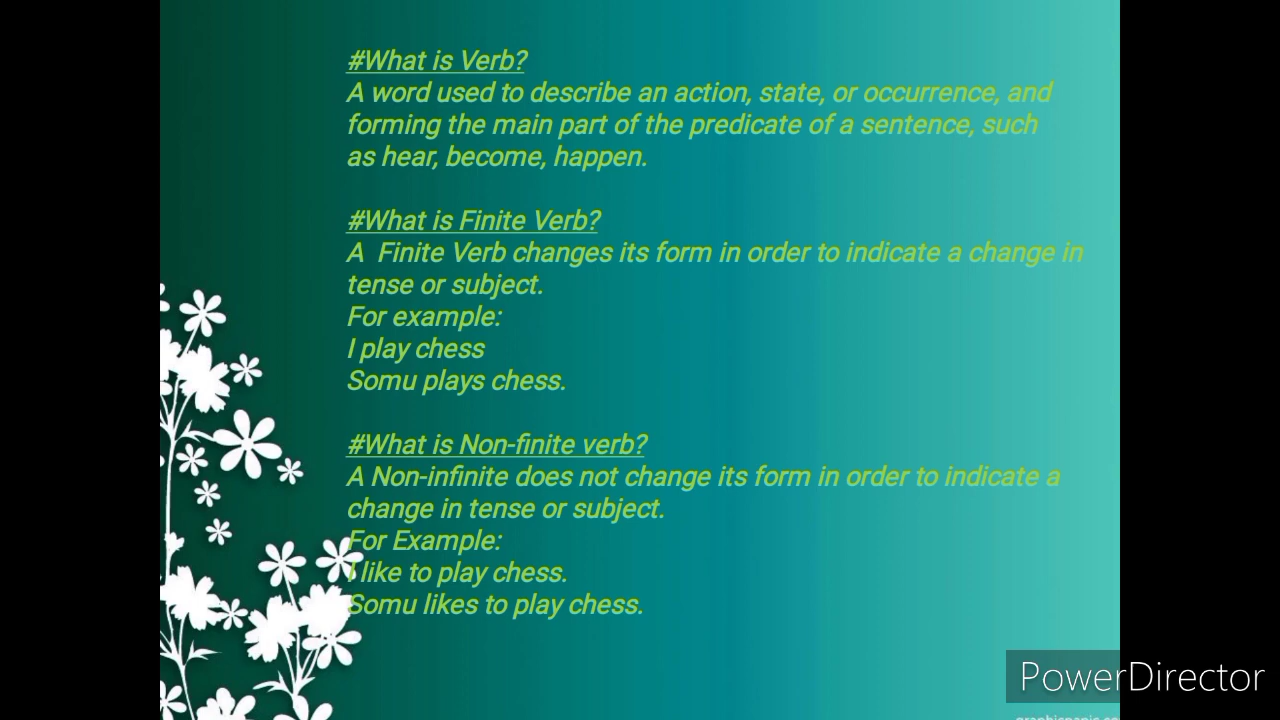 #What is Verb?
A word used to describe an action, state, or occurrence, and
forming the main part of the predicate of a sentence, such
as hear, become, happen.
#What is Finite Verb?
A  Finite Verb changes its form in order to indicate a change in
tense or subject.
For example:
I play chess
Somu plays chess.
#What is Non-finite verb?
A Non-infinite does not change its form in order to indicate a
change in tense or subject.
For Example:
I like to play chess.
Somu likes to play chess.
PowerDirector